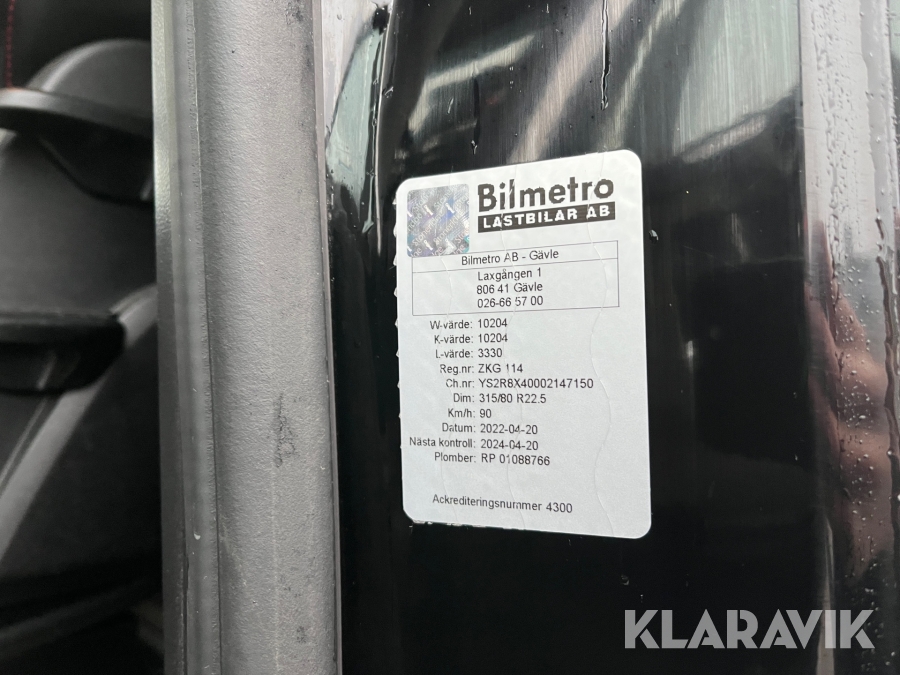 Bilmetro
LASTBILAR AB
Bilmetro AB - Gävle
Laxgången 1
806 41 Gävle
026-66 57 00
W-värde: 10204
K-värde: 10204
L-värde: 3330
Reg.nr: ZKG 114
Ch.nr: YS2R8X40002147150
Dim: 315/80 R22.5
Km/h: 90
Datum: 2022-04-20
Nästa kontroll: 2024-04-20
Plomber: RP 01088766
Ackrediteringsnummer 4300
KLARAVIK